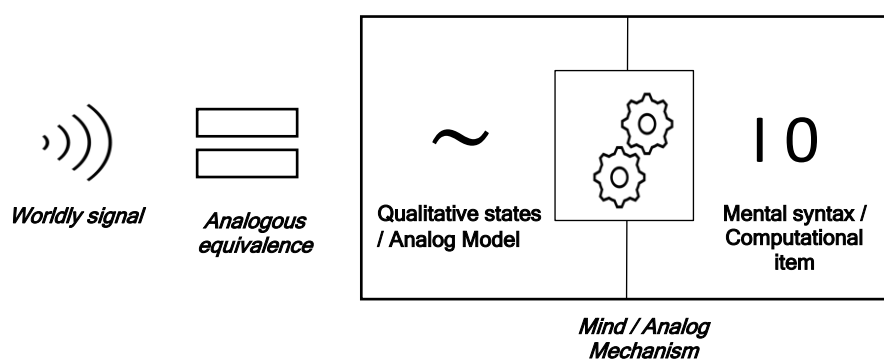 ~
I 0
Worldly signal
Analogous
equivalence
Qualitative states
/ Analog Model
Mental syntax /
Computational
item
Mind / Analog
Mechanism